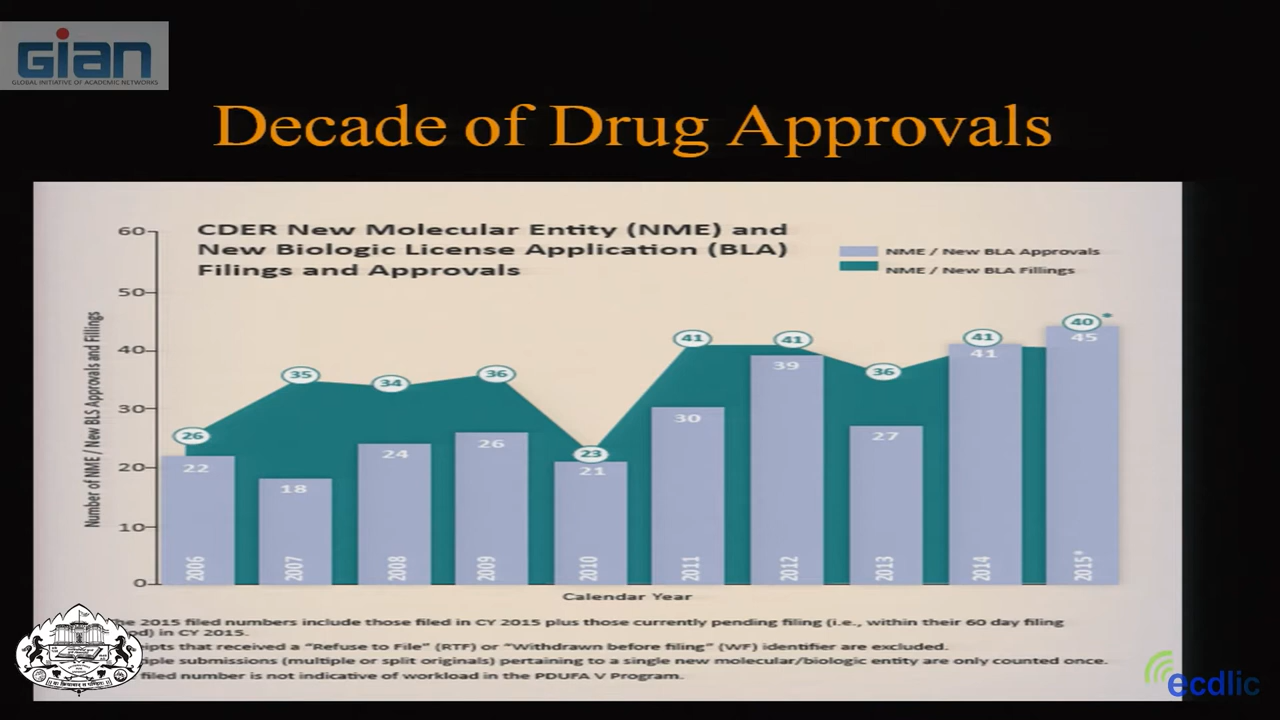 GIAN
GLOBAL INITIATIVE OF ACADEMIC NETWORKS
Decade of Drug Approvals
CDER New Molecular Entity (NME) and
New Biologic License Application (BLA)
Filings and Approvals
NME / New BLA Approvals
NME / New BLA Fillings
Number of NME / New BLS Approvals and Fillings
60
50
40
30
20
10
0
26 35 34 36 23 41 41 36 41 40 *
22 18 24 26 21 30 39 27 41 45
2006 2007 2008 2009 2010 2011 2012 2013 2014 2015*
Calendar Year
2015 filed numbers include those filed in CY 2015 plus those currently pending filing (i.e., within their 60 day filing
in CY 2015.
that received a “Refuse to File” (RTF) or “Withdrawn before filing” (WF) identifier are excluded.
submissions (multiple or split originals) pertaining to a single new molecular/biologic entity are only counted once.
filed number is not indicative of workload in the PDUFA V Program.
ecdlic